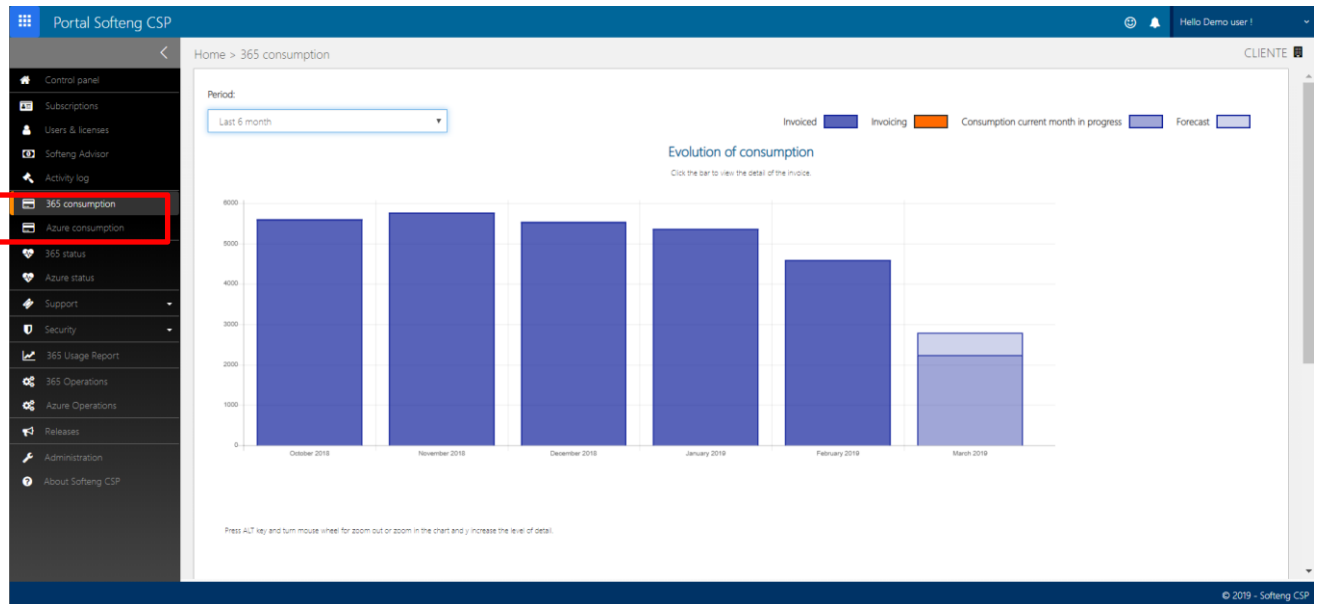 Portal Softeng CSP
Hello Demo user !
Home > 365 consumption
CLIENTE
Control panel
Subscriptions
Users & licenses
Softeng Advisor
Activity log
365 consumption
Azure consumption
365 status
Azure status
Support
Security
365 Usage Report
365 Operations
Azure Operations
Releases
Administration
About Softeng CSP
Period:
Last 6 month
Invoiced
Invoicing
Consumption current month in progress
Forecast
Evolution of consumption
Click the bar to view the detail of the invoice.
6000
5000
4000
3000
2000
1000
0
October 2018
November 2018
December 2018
January 2019
February 2019
March 2019
Press ALT key and turn mouse wheel for zoom out or zoom in the chart and y increase the level of detail.
© 2019 - Softeng CSP